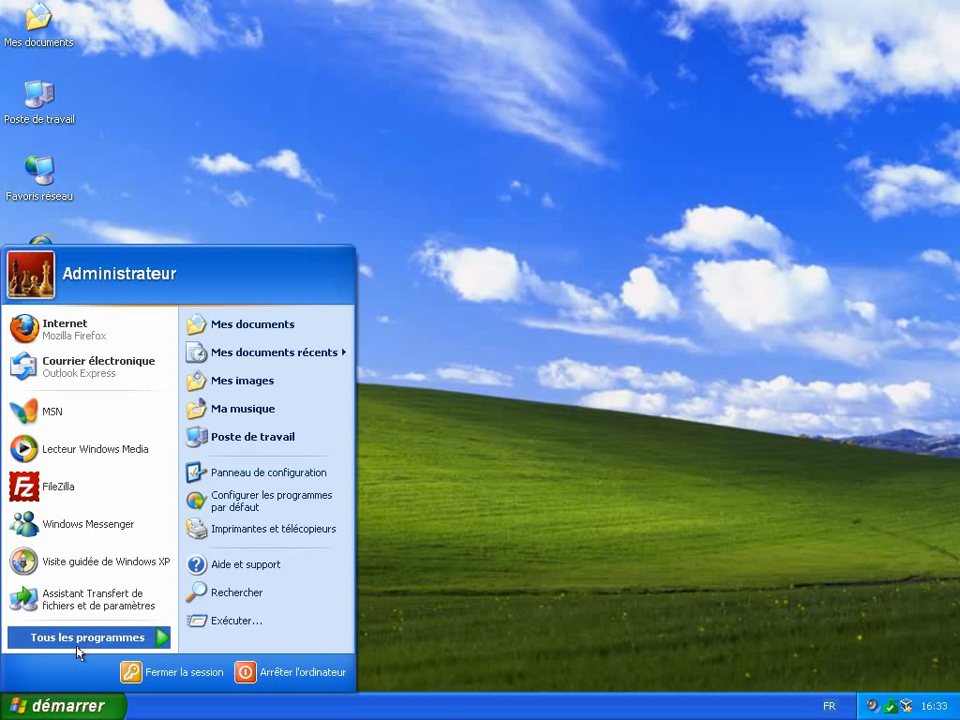 Mes documents
Poste de travail
Favoris réseau
Administrateur
Internet
Mozilla Firefox
Courrier électronique
Outlook Express
MSN
Lecteur Windows Media
FileZilla
Windows Messenger
Visite guidée de Windows XP
Assistant Transfert de
fichiers et de paramètres
Tous les programmes
Mes documents
Mes documents récents
Mes images
Ma musique
Poste de travail
Panneau de configuration
Configurer les programmes
par défaut
Imprimantes et télécopieurs
Aide et support
Rechercher
Exécuter...
Fermer la session
Arrêter l'ordinateur
démarrer
FR
16:33